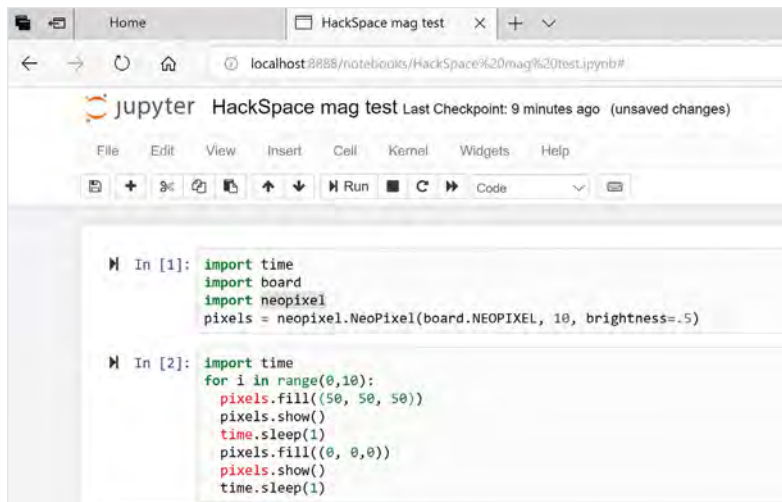 Home HackSpace mag test
localhost:8888/notebooks/HackSpace%20mag%20test.ipynb#
jupyter HackSpace mag test Last Checkpoint: 9 minutes ago (unsaved changes)
File Edit View Insert Cell Kernel Widgets Help
Run Code
In [1]: import time
import board
import neopixel
pixels = neopixel.NeoPixel(board.NEOPIXEL, 10, brightness=.5)
In [2]: import time
for i in range(0,10):
pixels.fill((50, 50, 50))
pixels.show()
time.sleep(1)
pixels.fill((0, 0,0))
pixels.show()
time.sleep(1)